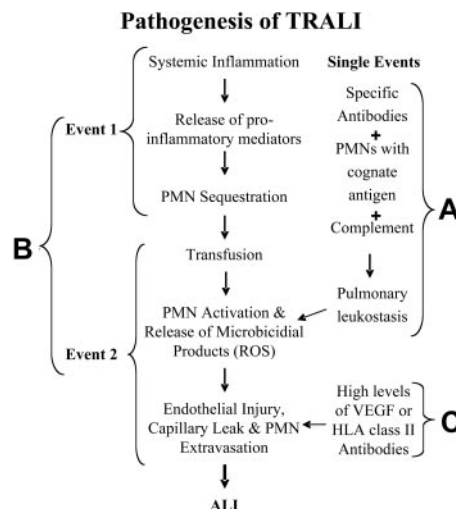 Pathogenesis of TRALI
Systemic Inflammation
Single Events
Event 1
Release of pro-
inflammatory mediators
PMN Sequestration
Specific
Antibodies
+
PMNs with
cognate
antigen
+
Complement
A
B
Transfusion
Pulmonary
leukostasis
Event 2
PMN Activation &
Release of Microbicidial
Products (ROS)
Endothelial Injury,
Capillary Leak & PMN
Extravasation
High levels
of VEGF or
HLA class II
Antibodies
C
ALI